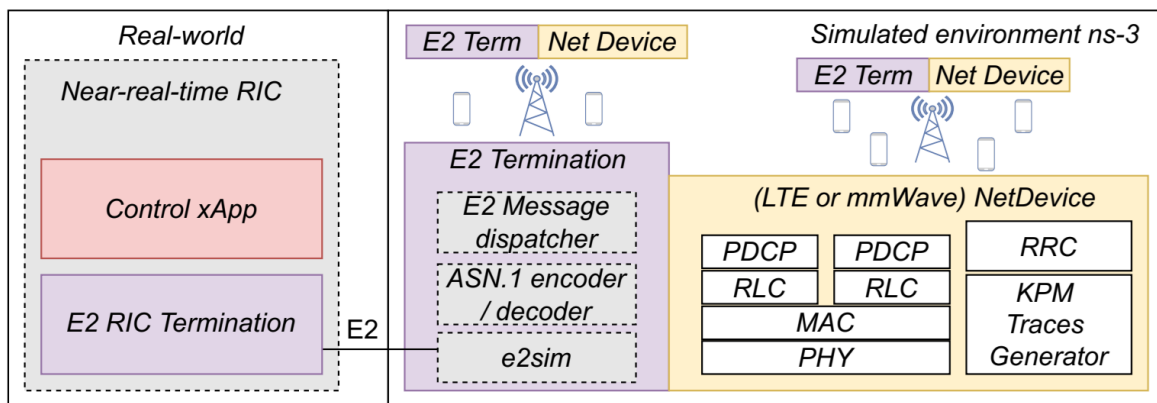 Real-world
Near-real-time RIC
Control xApp
E2 RIC Termination
E2
E2 Term
Net Device
Simulated environment ns-3
E2 Term
Net Device
E2 Termination
E2 Message
dispatcher
ASN.1 encoder
/ decoder
e2sim
(LTE or mmWave) NetDevice
PDCP
PDCP
RLC
RLC
MAC
PHY
RRC
KPM
Traces
Generator